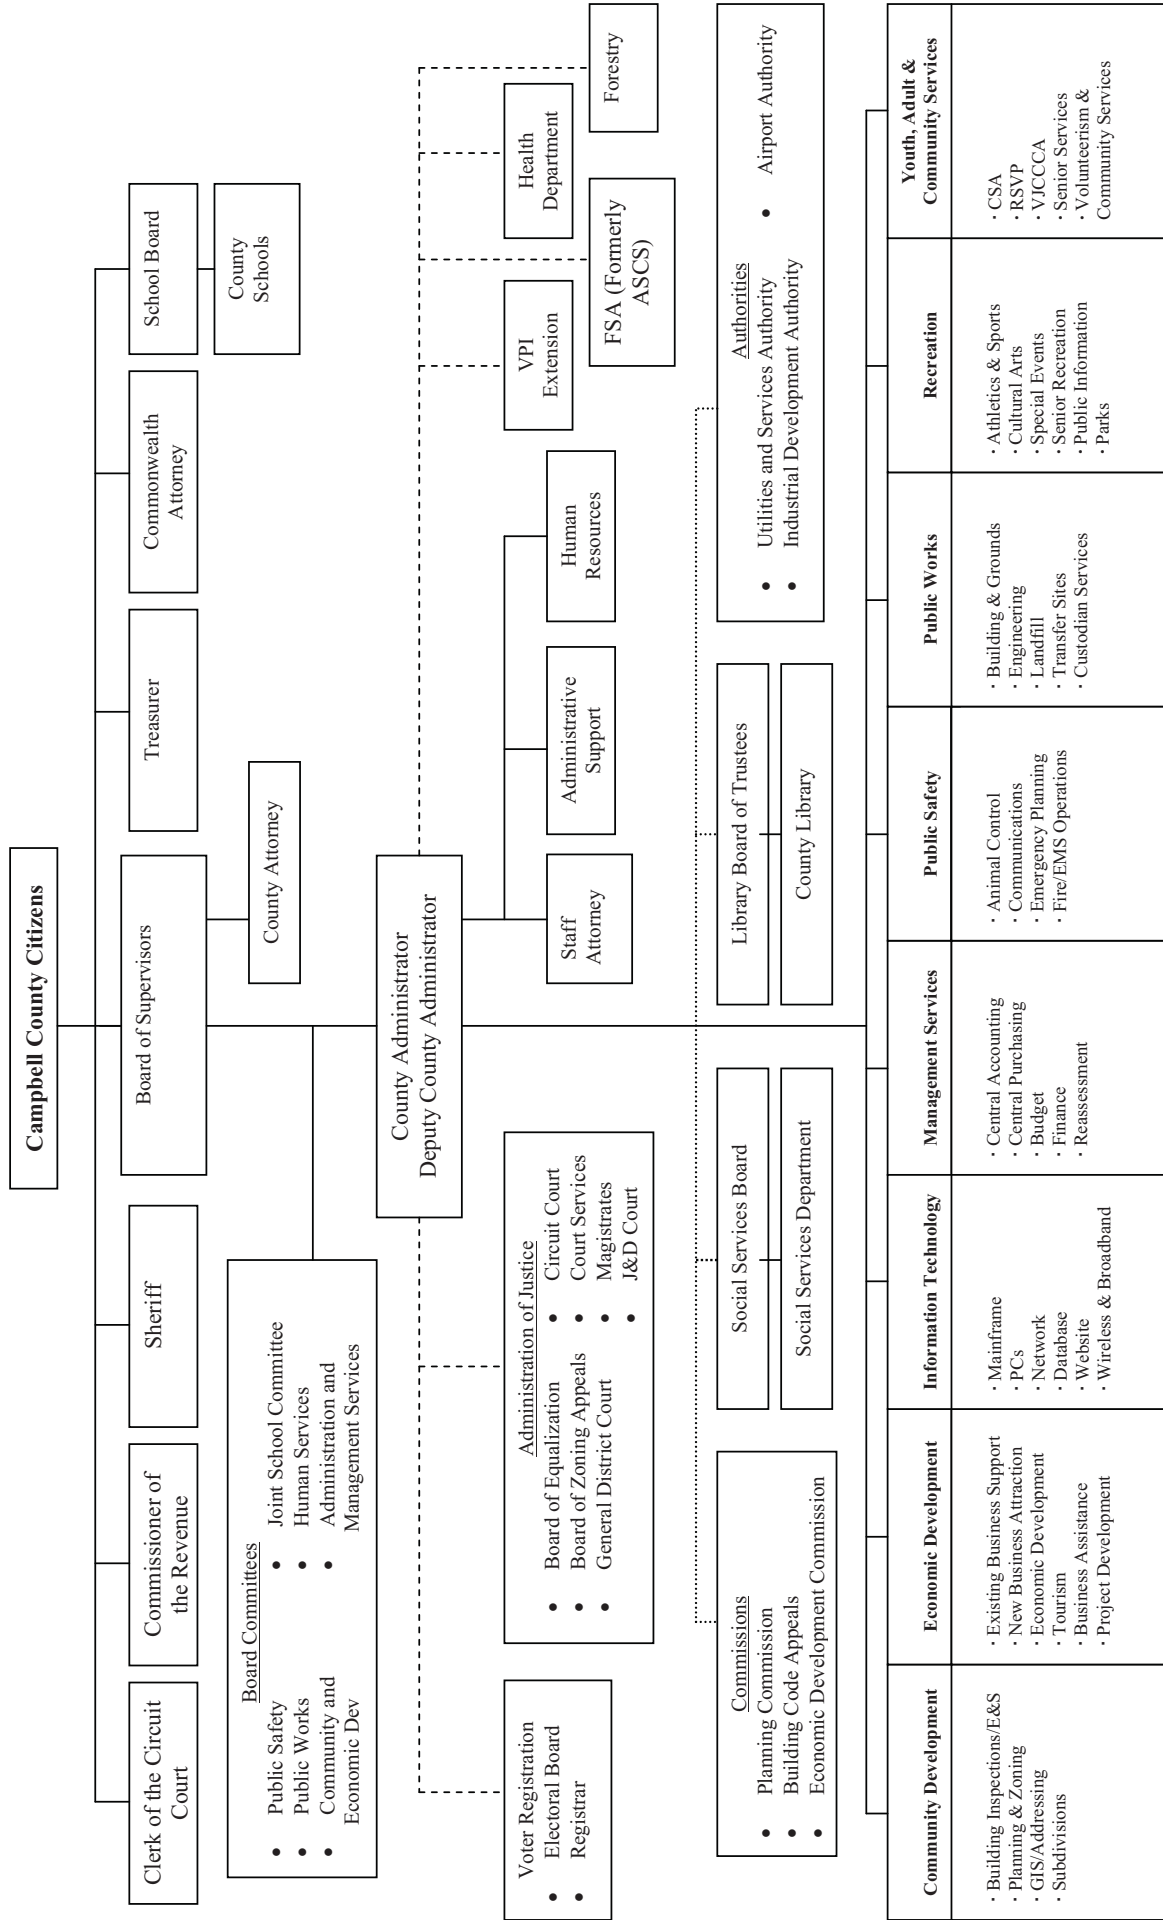 Campbell County Citizens
Clerk of the Circuit
Court
Commissioner of
the Revenue
Sheriff
Board of Supervisors
Treasurer
Commonwealth
Attorney
School Board
County
Schools
County Attorney
Board Committees
• Public Safety
• Public Works
• Community and
Economic Dev
• Joint School Committee
• Human Services
• Administration and
Management Services
County Administrator
Deputy County Administrator
Voter Registration
• Electoral Board
• Registrar
Administration of Justice
• Board of Equalization
• Board of Zoning Appeals
• General District Court
• Circuit Court
• Court Services
• Magistrates
• J&D Court
Staff
Attorney
Administrative
Support
Human
Resources
VPI
Extension
FSA (Formerly
ASCS)
Health
Department
Forestry
Commissions
• Planning Commission
• Building Code Appeals
• Economic Development Commission
Social Services Board
Social Services Department
Library Board of Trustees
County Library
Authorities
• Utilities and Services Authority
• Industrial Development Authority
• Airport Authority
Community Development
· Building Inspections/E&S
· Planning & Zoning
· GIS/Addressing
· Subdivisions
Economic Development
· Existing Business Support
· New Business Attraction
· Economic Development
· Tourism
· Business Assistance
· Project Development
Information Technology
· Mainframe
· PCs
· Network
· Database
· Website
· Wireless & Broadband
Management Services
· Central Accounting
· Central Purchasing
· Budget
· Finance
· Reassessment
Public Safety
· Animal Control
· Communications
· Emergency Planning
· Fire/EMS Operations
Public Works
· Building & Grounds
· Engineering
· Landfill
· Transfer Sites
· Custodian Services
Recreation
· Athletics & Sports
· Cultural Arts
· Special Events
· Senior Recreation
· Public Information
· Parks
Youth, Adult &
Community Services
· CSA
· RSVP
· VJCCCA
· Senior Services
· Volunteerism &
Community Services